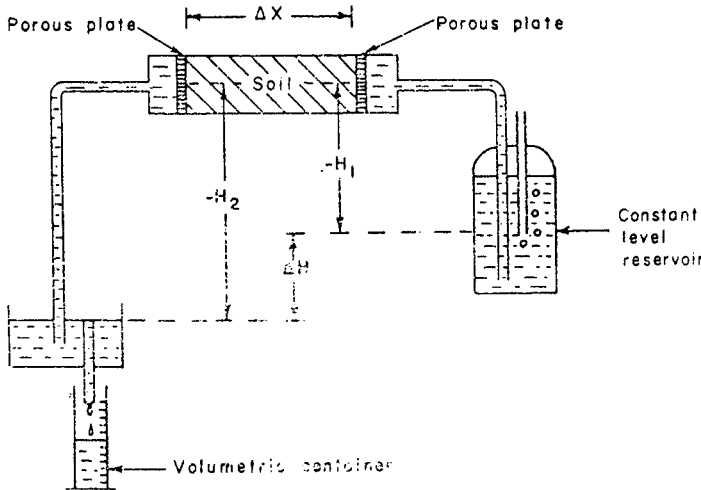 ΔX
Porous plate
Porous plate
Soil
-H1
-H2
ΔH
Constant
level
reservoir
Volumetric container